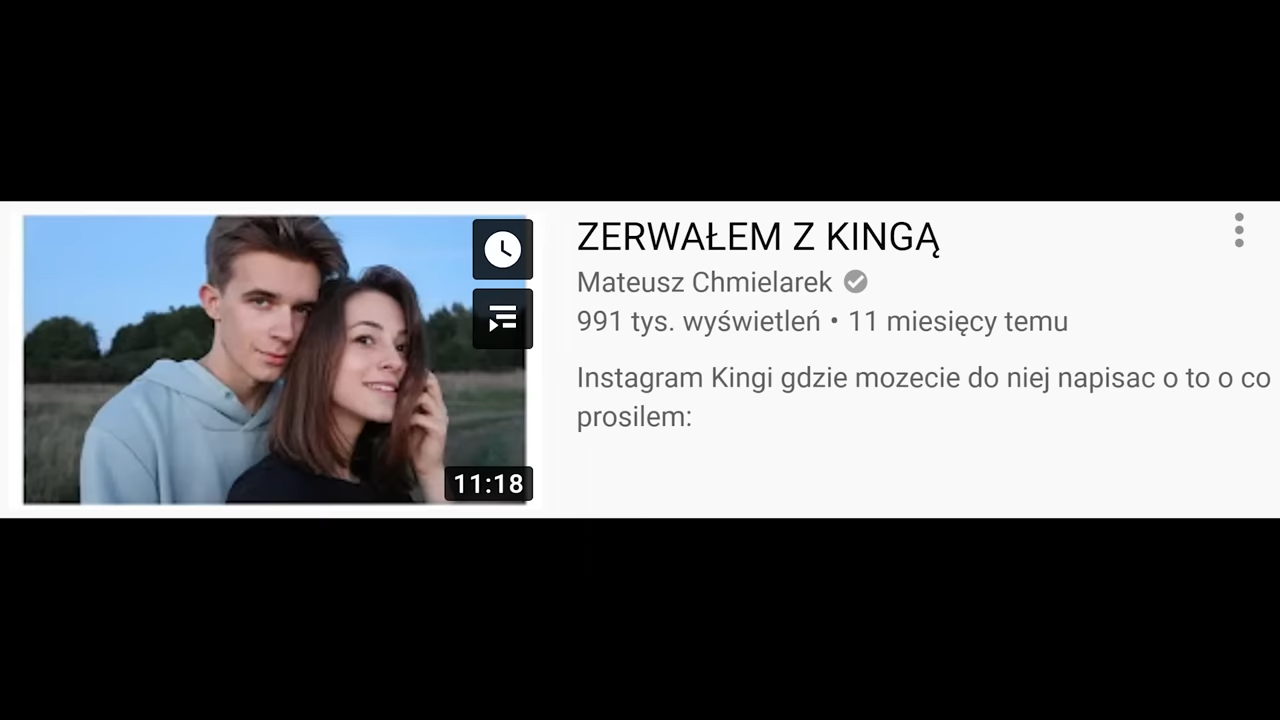 ZERWAŁEM Z KINGĄ
Mateusz Chmielarek
991 tys. wyświetleń • 11 miesięcy temu
Instagram Kingi gdzie mozecie do niej napisac o to o co
prosilem:
11:18